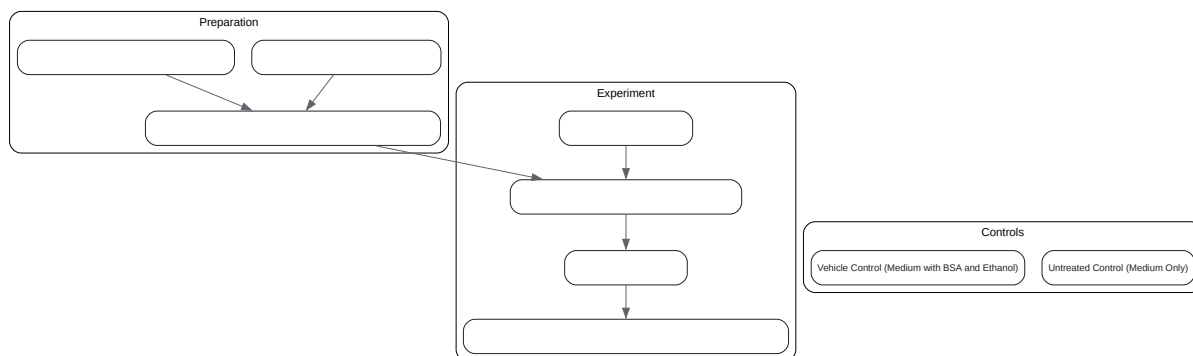 Preparation
Experiment
Controls
Vehicle Control (Medium with BSA and Ethanol)
Untreated Control (Medium Only)